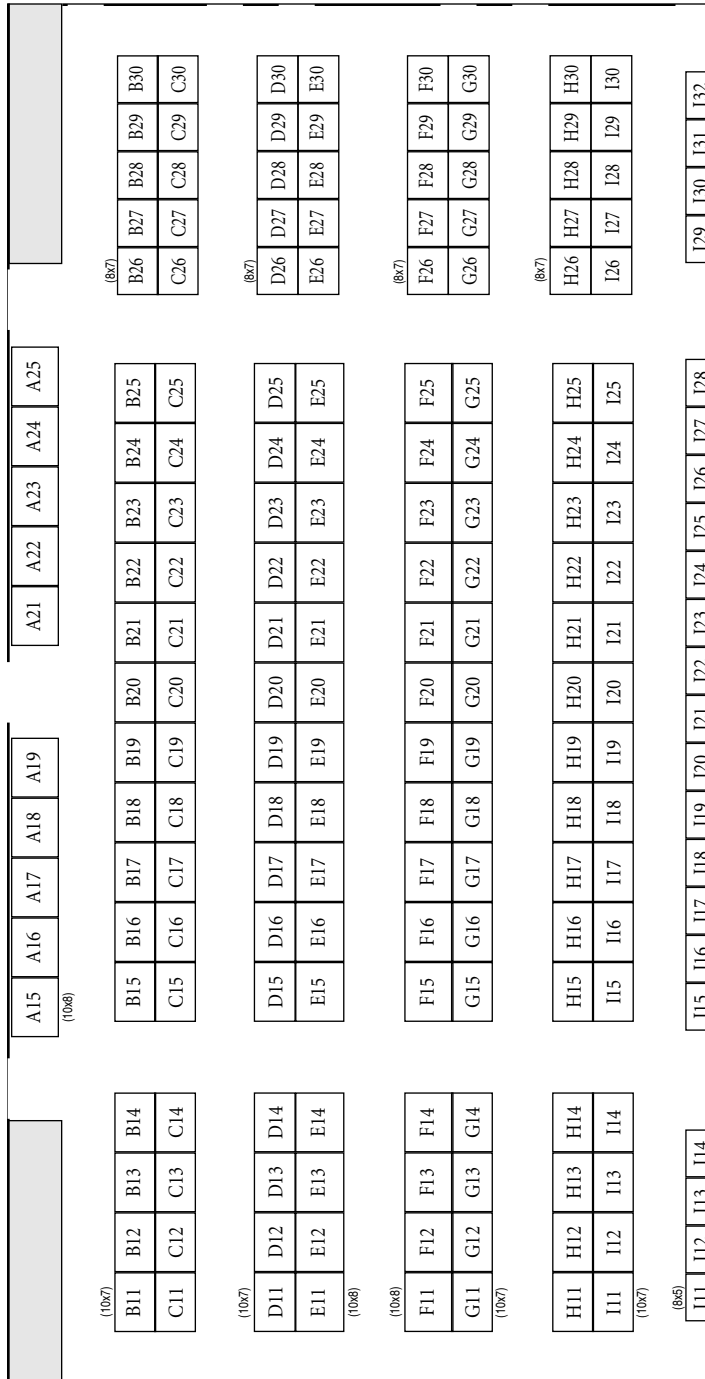 A15 A16 A17 A18 A19 A21 A22 A23 A24 A25
(10x8)
(10x7) (8x7)
B11 B12 B13 B14 B15 B16 B17 B18 B19 B20 B21 B22 B23 B24 B25 B26 B27 B28 B29 B30
C11 C12 C13 C14 C15 C16 C17 C18 C19 C20 C21 C22 C23 C24 C25 C26 C27 C28 C29 C30
(10x7) (8x7)
D11 D12 D13 D14 D15 D16 D17 D18 D19 D20 D21 D22 D23 D24 D25 D26 D27 D28 D29 D30
E11 E12 E13 E14 E15 E16 E17 E18 E19 E20 E21 E22 E23 E24 E25 E26 E27 E28 E29 E30
(10x8)
(10x8) (8x7)
F11 F12 F13 F14 F15 F16 F17 F18 F19 F20 F21 F22 F23 F24 F25 F26 F27 F28 F29 F30
G11 G12 G13 G14 G15 G16 G17 G18 G19 G20 G21 G22 G23 G24 G25 G26 G27 G28 G29 G30
(10x7)
(8x7)
H11 H12 H13 H14 H15 H16 H17 H18 H19 H20 H21 H22 H23 H24 H25 H26 H27 H28 H29 H30
I11 I12 I13 I14 I15 I16 I17 I18 I19 I20 I21 I22 I23 I24 I25 I26 I27 I28 I29 I30
(10x7)
(8x5)